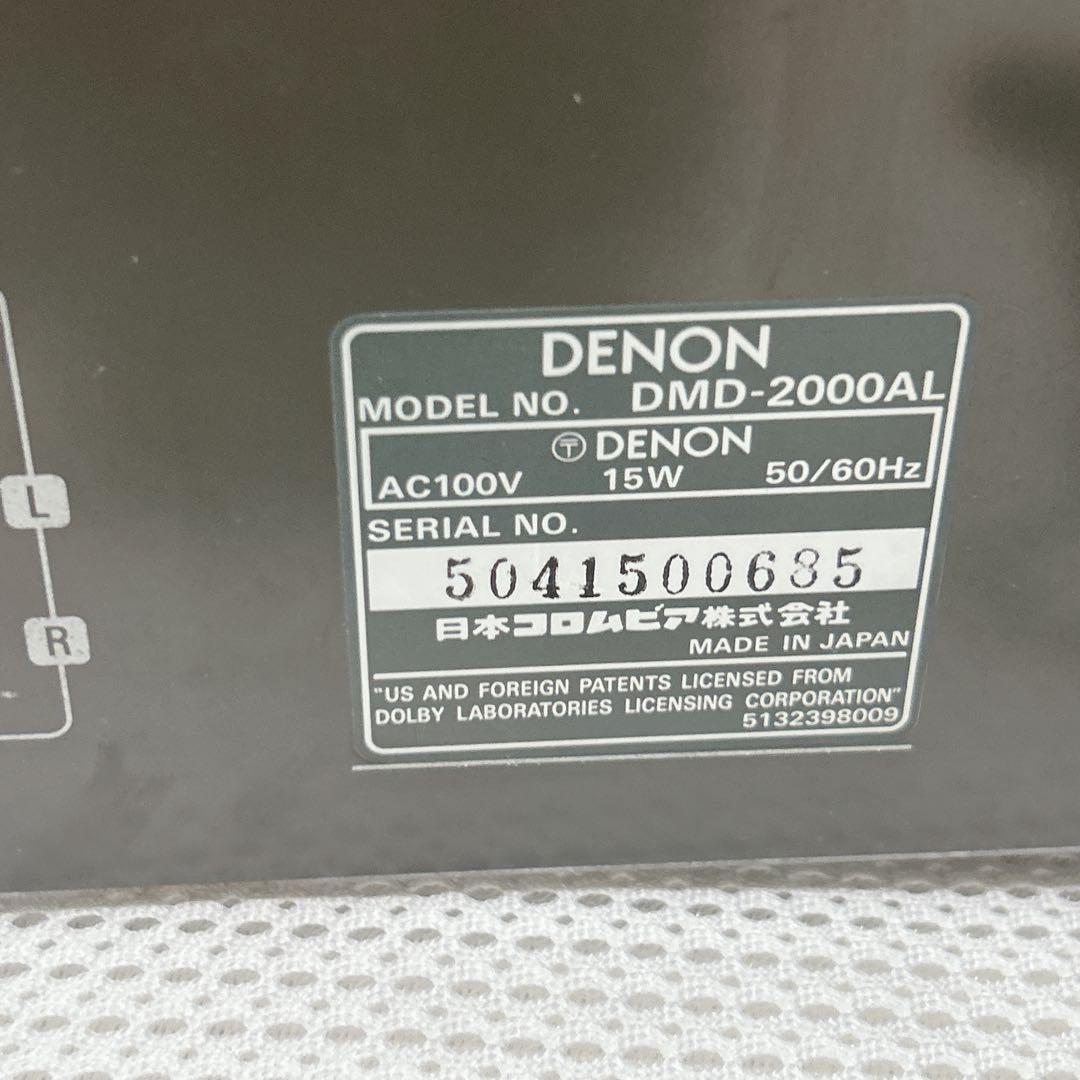 DENON
MODEL NO. DMD-2000AL
〶 DENON
AC100V 15W 50/60Hz
SERIAL NO.
5041500685
日本コロムビア株式会社
MADE IN JAPAN
"US AND FOREIGN PATENTS LICENSED FROM
DOLBY LABORATORIES LICENSING CORPORATION"
5132398009
L
R